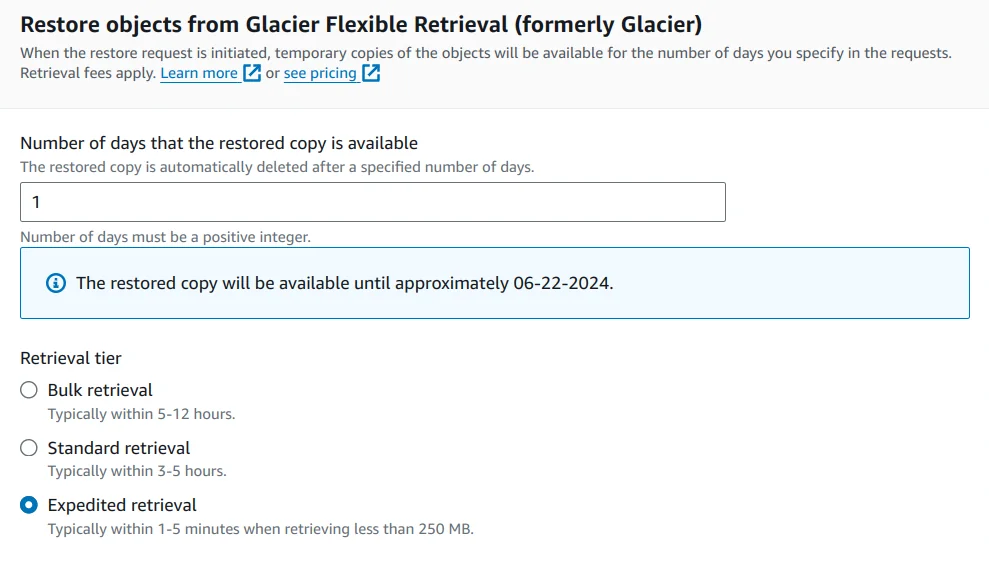 Restore objects from Glacier Flexible Retrieval (formerly Glacier)
When the restore request is initiated, temporary copies of the objects will be available for the number of days you specify in the requests.
Retrieval fees apply. Learn more or see pricing
Number of days that the restored copy is available
The restored copy is automatically deleted after a specified number of days.
1
Number of days must be a positive integer.
The restored copy will be available until approximately 06-22-2024.
Retrieval tier
Bulk retrieval
Typically within 5-12 hours.
Standard retrieval
Typically within 3-5 hours.
Expedited retrieval
Typically within 1-5 minutes when retrieving less than 250 MB.